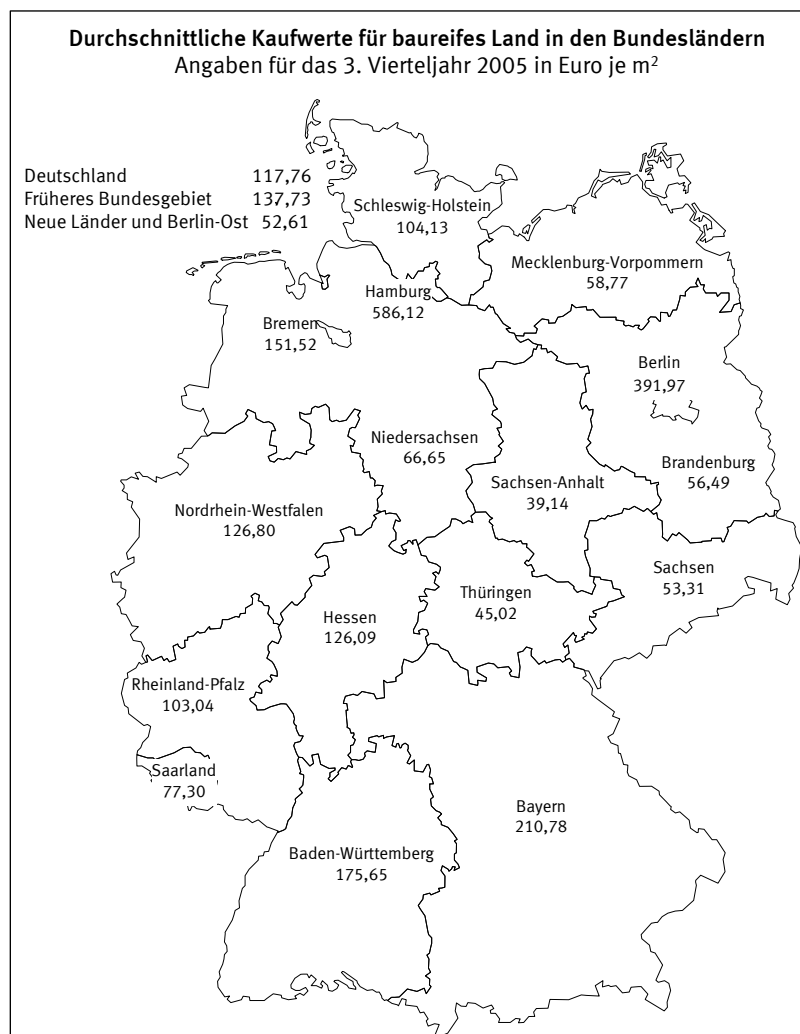 Durchschnittliche Kaufwerte für baureifes Land in den Bundesländern
Angaben für das 3. Vierteljahr 2005 in Euro je m²
Deutschland 117,76
Früheres Bundesgebiet 137,73
Neue Länder und Berlin-Ost 52,61
Schleswig-Holstein
104,13
Mecklenburg-Vorpommern
58,77
Hamburg
586,12
Bremen
151,52
Berlin
391,97
Niedersachsen
66,65
Sachsen-Anhalt
39,14
Brandenburg
56,49
Nordrhein-Westfalen
126,80
Sachsen
53,31
Thüringen
45,02
Hessen
126,09
Rheinland-Pfalz
103,04
Saarland
77,30
Bayern
210,78
Baden-Württemberg
175,65